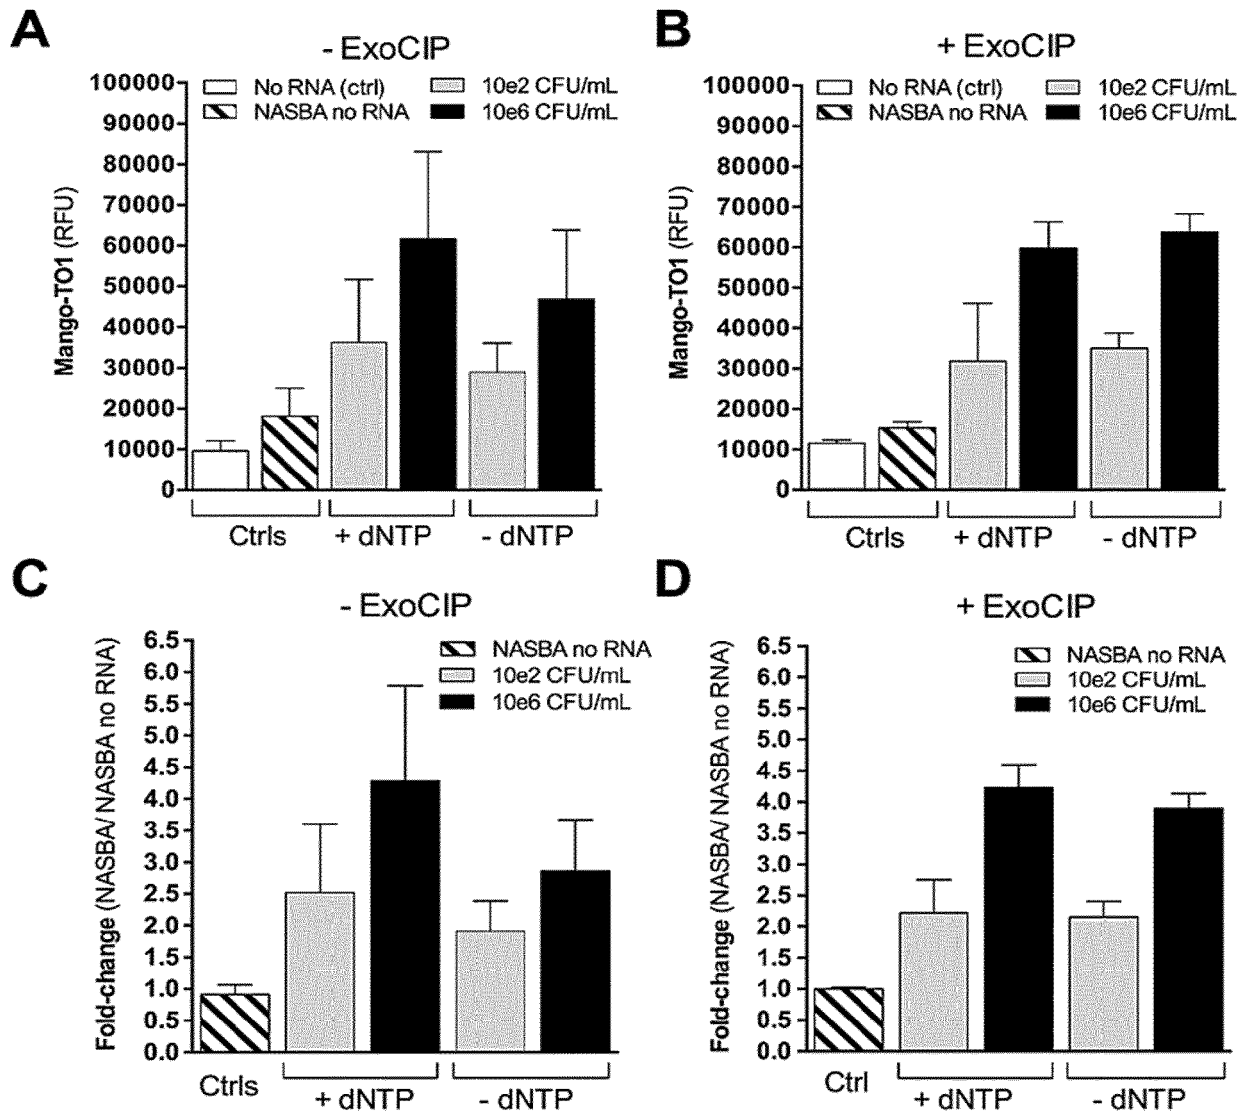 A
- ExoCIP
No RNA (ctrl)
10e2 CFU/mL
NASBA no RNA
10e6 CFU/mL
100000
90000
80000
70000
60000
50000
40000
30000
20000
10000
0
Mango-TO1 (RFU)
Ctrls
+ dNTP
- dNTP
B
+ ExoCIP
No RNA (ctrl)
10e2 CFU/mL
NASBA no RNA
10e6 CFU/mL
100000
90000
80000
70000
60000
50000
40000
30000
20000
10000
0
Mango-TO1 (RFU)
Ctrls
+ dNTP
- dNTP
C
- ExoCIP
NASBA no RNA
10e2 CFU/mL
10e6 CFU/mL
6.5
6.0
5.5
5.0
4.5
4.0
3.5
3.0
2.5
2.0
1.5
1.0
0.5
0.0
Fold-change (NASBA/ NASBA no RNA)
Ctrls
+ dNTP
- dNTP
D
+ ExoCIP
NASBA no RNA
10e2 CFU/mL
10e6 CFU/mL
6.5
6.0
5.5
5.0
4.5
4.0
3.5
3.0
2.5
2.0
1.5
1.0
0.5
0.0
Fold-change (NASBA/ NASBA no RNA)
Ctrl
+ dNTP
- dNTP